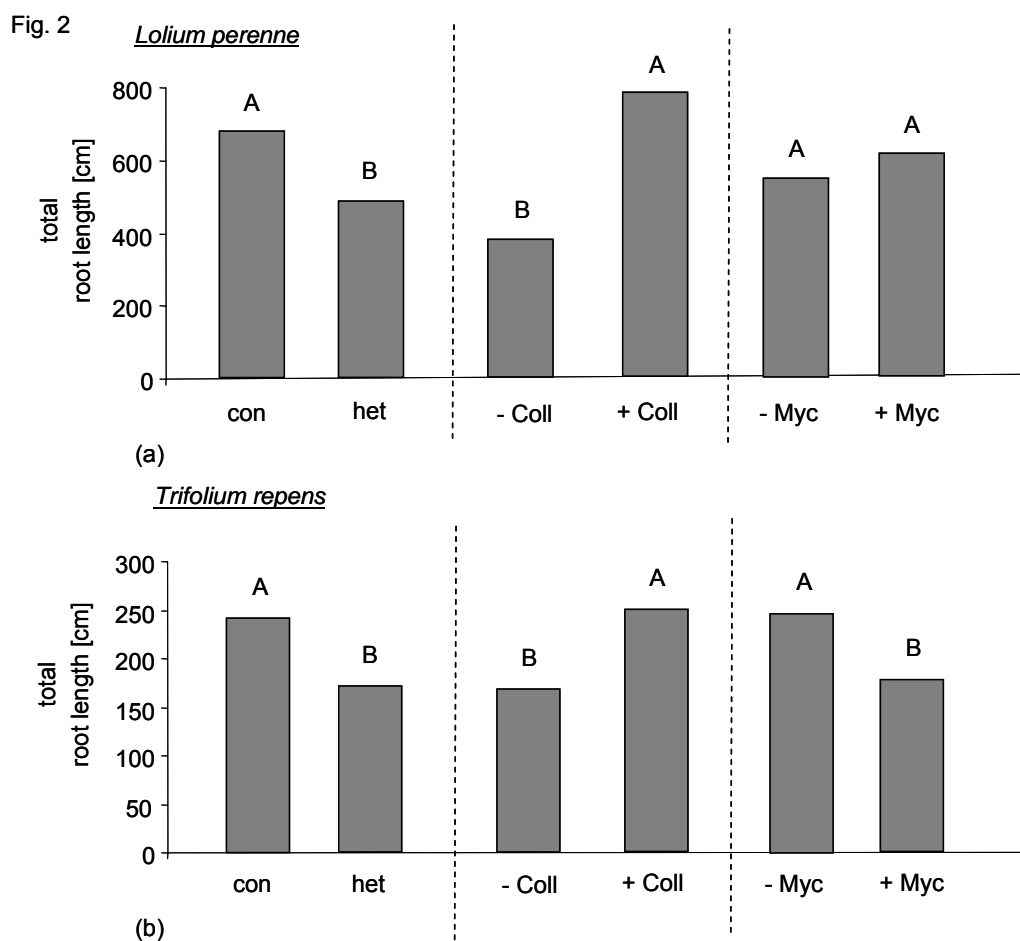 Fig. 2
Lolium perenne
total
root length [cm]
800
600
400
200
0
A
B
B
A
A
A
con
het
- Coll
+ Coll
- Myc
+ Myc
(a)
Trifolium repens
total
root length [cm]
300
250
200
150
100
50
0
A
B
B
A
A
B
con
het
- Coll
+ Coll
- Myc
+ Myc
(b)